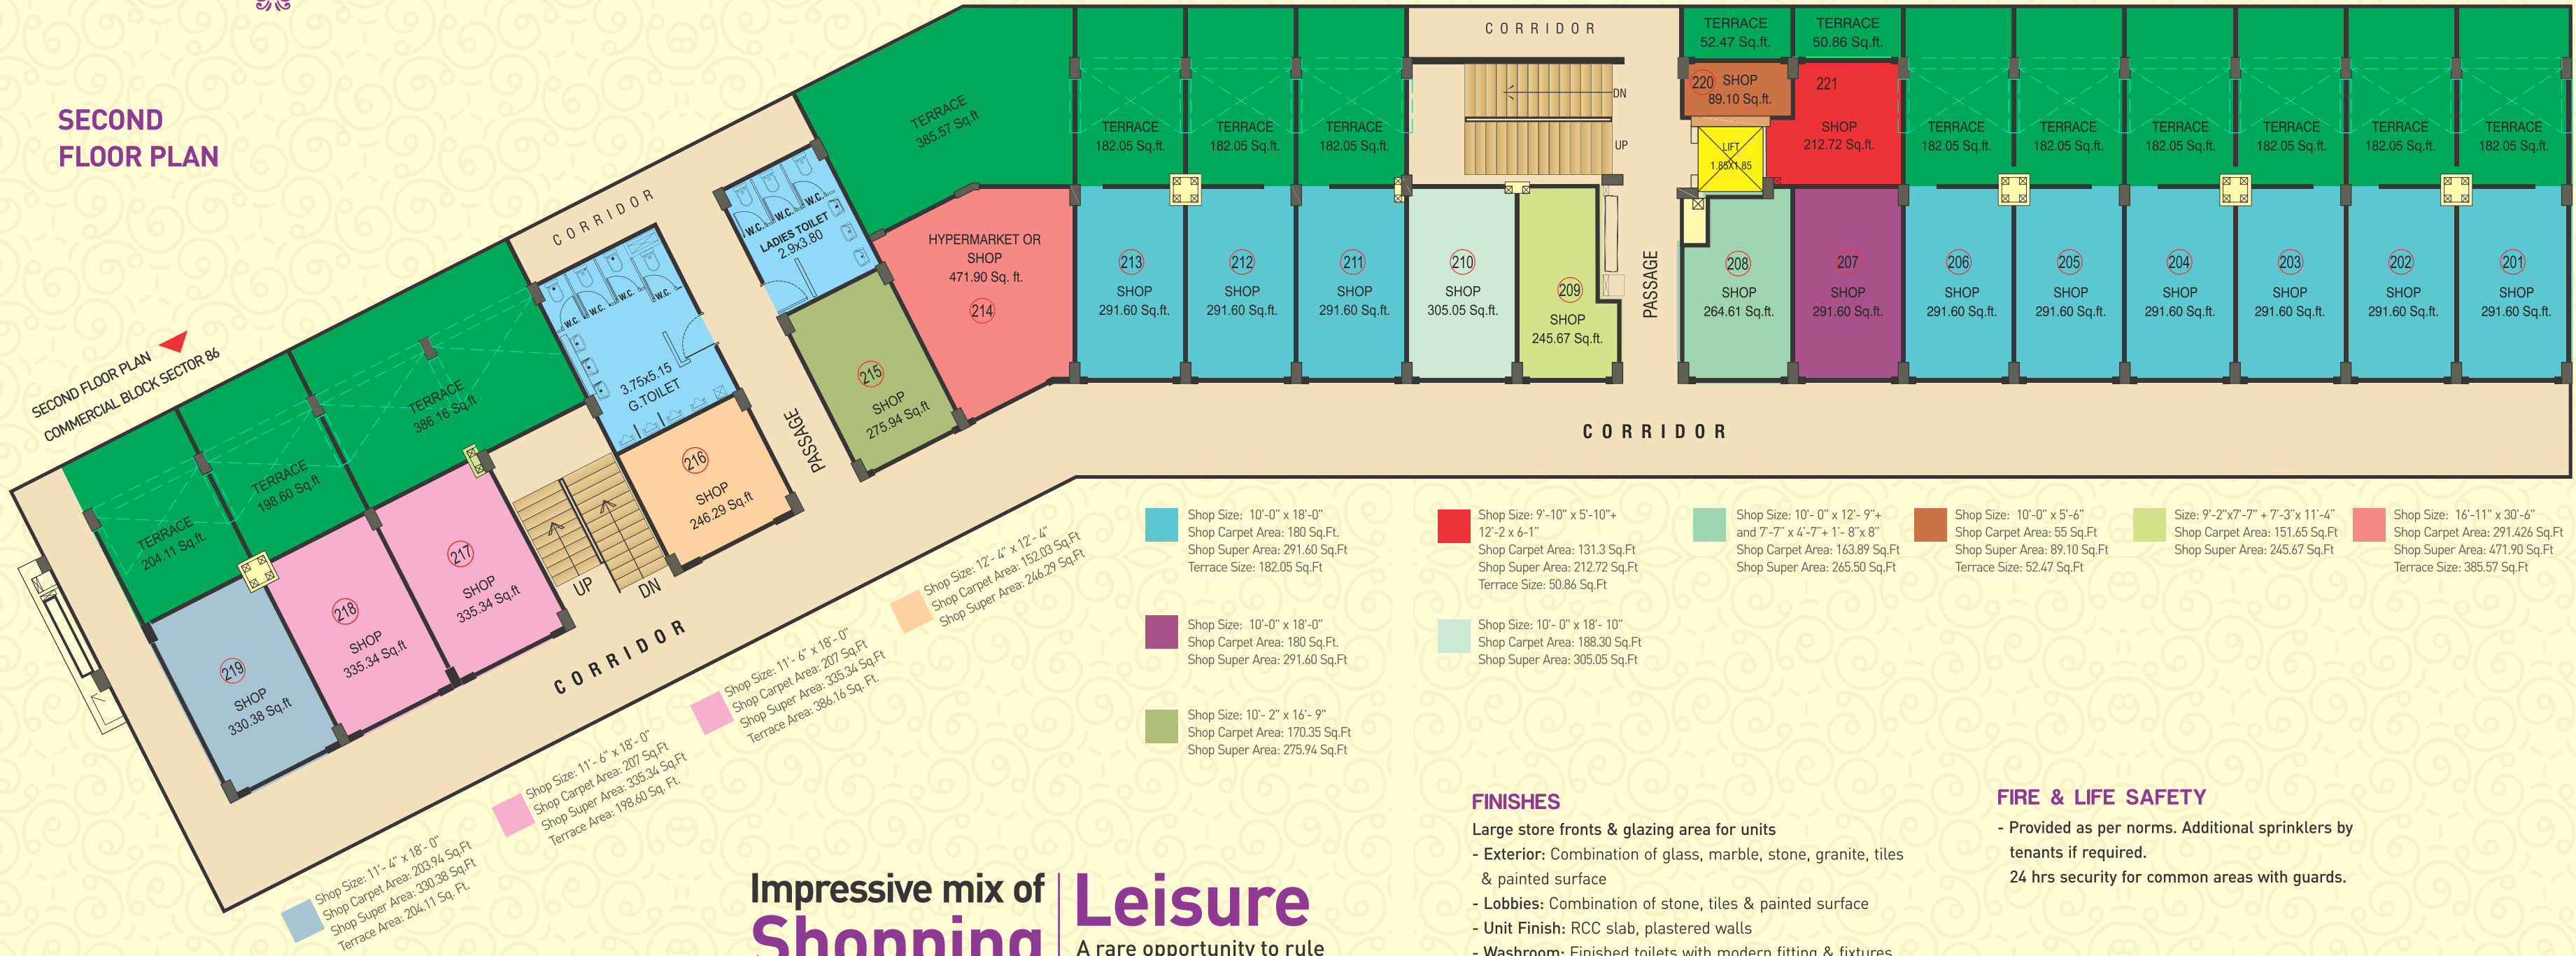 SECOND
FLOOR PLAN
SECOND FLOOR PLAN
COMMERCIAL BLOCK SECTOR 86
CORRIDOR
TERRACE
204.11 Sq.ft.
TERRACE
198.60 Sq.ft
TERRACE
386.16 Sq.ft
219
SHOP
330.38 Sq.ft
218
SHOP
335.34 Sq.ft
217
SHOP
335.34 Sq.ft
UP
DN
W.C.
W.C.
W.C.
W.C.
3.75x5.15
G.TOILET
216
SHOP
246.29 Sq.ft
PASSAGE
CORRIDOR
W.C.
W.C.
W.C.
LADIES TOILET
2.9x3.80
215
SHOP
275.94 Sq.ft
TERRACE
385.57 Sq.ft
HYPERMARKET OR
SHOP
471.90 Sq. ft.
214
TERRACE
182.05 Sq.ft.
213
SHOP
291.60 Sq.ft.
TERRACE
182.05 Sq.ft.
212
SHOP
291.60 Sq.ft.
TERRACE
182.05 Sq.ft.
211
SHOP
291.60 Sq.ft.
CORRIDOR
DN
UP
210
SHOP
305.05 Sq.ft.
209
SHOP
245.67 Sq.ft.
PASSAGE
TERRACE
52.47 Sq.ft.
220 SHOP
89.10 Sq.ft.
LIFT
1.85X1.85
208
SHOP
264.61 Sq.ft.
TERRACE
50.86 Sq.ft.
221
SHOP
212.72 Sq.ft.
207
SHOP
291.60 Sq.ft.
TERRACE
182.05 Sq.ft.
206
SHOP
291.60 Sq.ft.
TERRACE
182.05 Sq.ft.
205
SHOP
291.60 Sq.ft.
TERRACE
182.05 Sq.ft.
204
SHOP
291.60 Sq.ft.
TERRACE
182.05 Sq.ft.
203
SHOP
291.60 Sq.ft.
TERRACE
182.05 Sq.ft.
202
SHOP
291.60 Sq.ft.
TERRACE
182.05 Sq.ft.
201
SHOP
291.60 Sq.ft.
CORRIDOR
Shop Size: 11'- 4" x 18'- 0"
Shop Carpet Area: 203.94 Sq.Ft
Shop Super Area: 330.38 Sq.Ft
Terrace Area: 204.11 Sq. Ft.
Shop Size: 11'- 6" x 18'- 0"
Shop Carpet Area: 207 Sq.Ft
Shop Super Area: 335.34 Sq.Ft
Terrace Area: 198.60 Sq. Ft.
Shop Size: 11'- 6" x 18'- 0"
Shop Carpet Area: 207 Sq.Ft
Shop Super Area: 335.34 Sq.Ft
Terrace Area: 386.16 Sq. Ft.
Shop Size: 12'- 4" x 12'- 4"
Shop Carpet Area: 152.03 Sq.Ft
Shop Super Area: 246.29 Sq.Ft
Shop Size: 10'-0" x 18'-0"
Shop Carpet Area: 180 Sq.Ft.
Shop Super Area: 291.60 Sq.Ft
Terrace Size: 182.05 Sq.Ft
Shop Size: 10'-0" x 18'-0"
Shop Carpet Area: 180 Sq.Ft.
Shop Super Area: 291.60 Sq.Ft
Shop Size: 10'- 2" x 16'- 9"
Shop Carpet Area: 170.35 Sq.Ft
Shop Super Area: 275.94 Sq.Ft
Shop Size: 9'-10" x 5'-10"+
12'-2 x 6-1"
Shop Carpet Area: 131.3 Sq.Ft
Shop Super Area: 212.72 Sq.Ft
Terrace Size: 50.86 Sq.Ft
Shop Size: 10'- 0" x 18'- 10"
Shop Carpet Area: 188.30 Sq.Ft
Shop Super Area: 305.05 Sq.Ft
Shop Size: 10'- 0" x 12'- 9"+
and 7'-7" x 4'-7"+ 1'- 8"x 8"
Shop Carpet Area: 163.89 Sq.Ft
Shop Super Area: 265.50 Sq.Ft
Shop Size: 10'-0" x 5'-6"
Shop Carpet Area: 55 Sq.Ft
Shop Super Area: 89.10 Sq.Ft
Terrace Size: 52.47 Sq.Ft
Size: 9'-2"x7'-7" + 7'-3"x 11'-4"
Shop Carpet Area: 151.65 Sq.Ft
Shop Super Area: 245.67 Sq.Ft
Shop Size: 16'-11" x 30'-6"
Shop Carpet Area: 291.426 Sq.Ft
Shop Super Area: 471.90 Sq.Ft
Terrace Size: 385.57 Sq.Ft
Impressive mix of
Shopping
Leisure
A rare opportunity to rule
FINISHES
Large store fronts & glazing area for units
- Exterior: Combination of glass, marble, stone, granite, tiles
& painted surface
- Lobbies: Combination of stone, tiles & painted surface
- Unit Finish: RCC slab, plastered walls
- Washroom: Finished toilets with modern fitting & fixtures
FIRE & LIFE SAFETY
- Provided as per norms. Additional sprinklers by
tenants if required.
24 hrs security for common areas with guards.